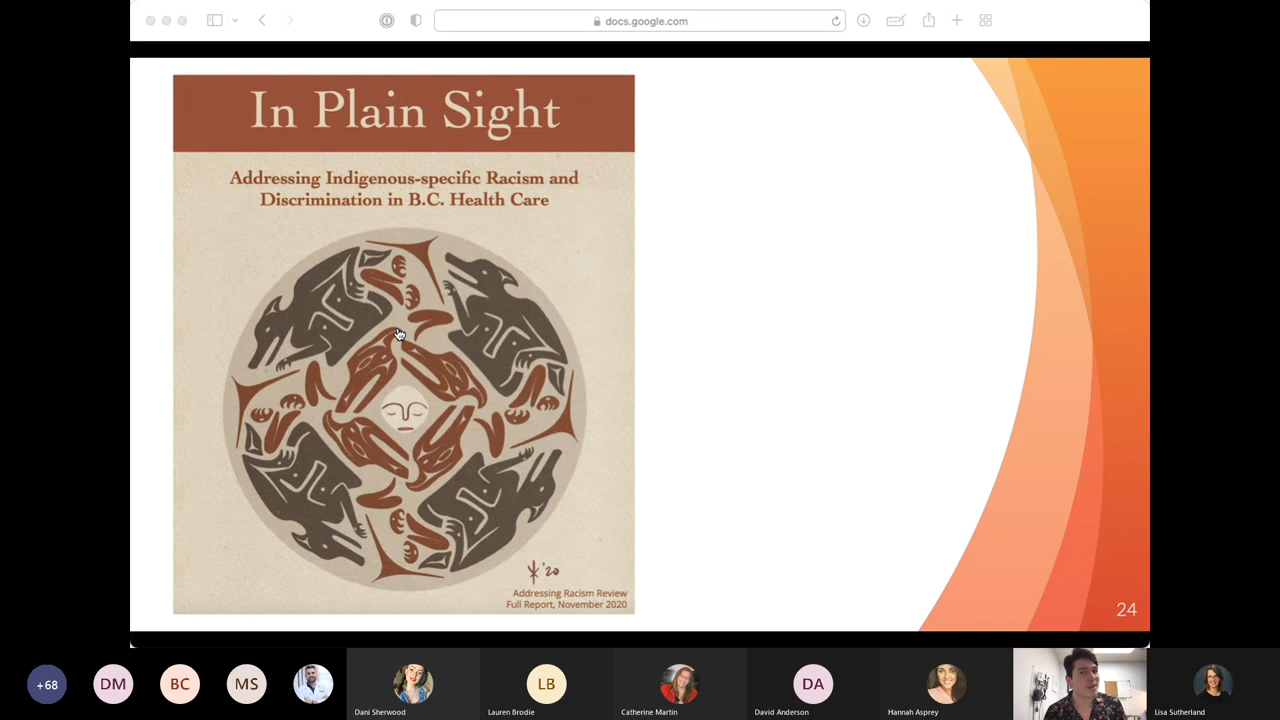 docs.google.com
In Plain Sight
Addressing Indigenous-specific Racism and
Discrimination in B.C. Health Care
'20
Addressing Racism Review
Full Report, November 2020
24
+68
DM
BC
MS
Dani Sherwood
LB
Lauren Brodie
Catherine Martin
DA
David Anderson
Hannah Asprey
Lisa Sutherland